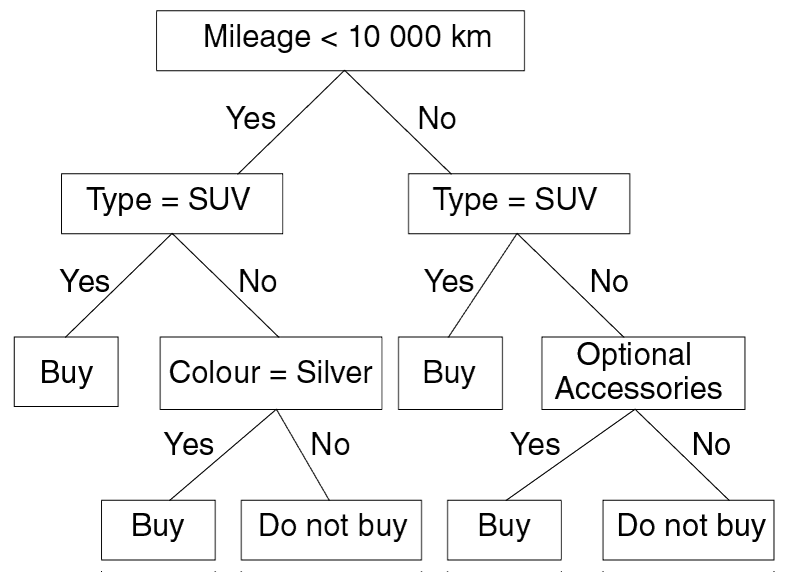 Mileage < 10 000 km
Yes
No
Type = SUV
Type = SUV
Yes
No
Yes
No
Buy
Colour = Silver
Buy
Optional
Accessories
Yes
No
Yes
No
Buy
Do not buy
Buy
Do not buy